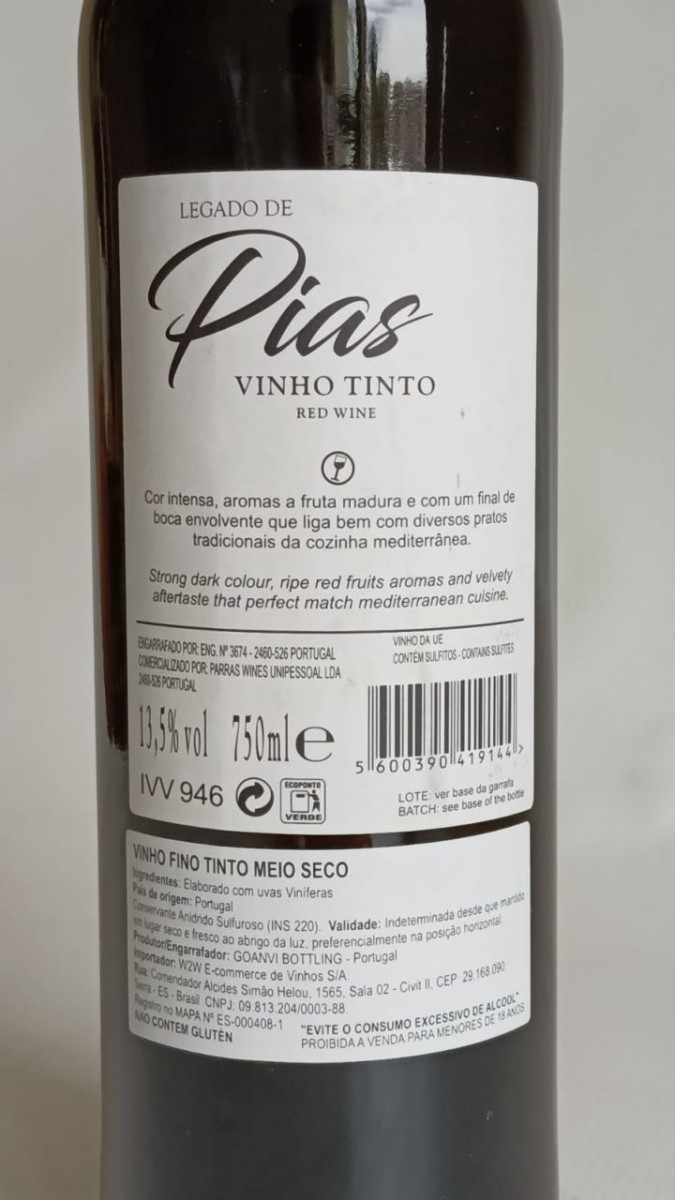 LEGADO DE
Pias
VINHO TINTO
RED WINE
Cor intensa, aromas a fruta madura e com um final de
boca envolvente que liga bem com diversos pratos
tradicionais da cozinha mediterrânea.
Strong dark colour, ripe red fruits aromas and velvety
aftertaste that perfect match mediterranean cuisine.
ENGARRAFADO POR: ENG. Nº 3674 - 2460-526 PORTUGAL
COMERCIALIZADO POR: PARRAS WINES UNIPESSOAL LDA
2460-526 PORTUGAL
VINHO DA UE
CONTÉM SULFITOS - CONTAINS SULFITES
13,5% vol 750ml e
5 600390 419144 >
IVV 946
ECOPONTO
VERDE
LOTE: ver base da garrafa
BATCH: see base of the bottle
VINHO FINO TINTO MEIO SECO
Ingredientes: Elaborado com uvas Viníferas
País de origem: Portugal
Conservante Anidrido Sulfuroso (INS 220). Validade: Indeterminada desde que mantido
em lugar seco e fresco ao abrigo da luz, preferencialmente na posição horizontal.
Produtor/Engarrafador: GOANVI BOTTLING - Portugal
Importador: W2W E-commerce de Vinhos S/A.
Rua: Comendador Alcides Simão Helou, 1565, Sala 02 - Civit II, CEP 29.168.090
Serra - ES - Brasil CNPJ: 09.813.204/0003-88.
Registro no MAPA Nº ES-000408-1
NÃO CONTEM GLUTÉN
"EVITE O CONSUMO EXCESSIVO DE ALCOOL"
PROIBIDA A VENDA PARA MENORES DE 18 ANOS